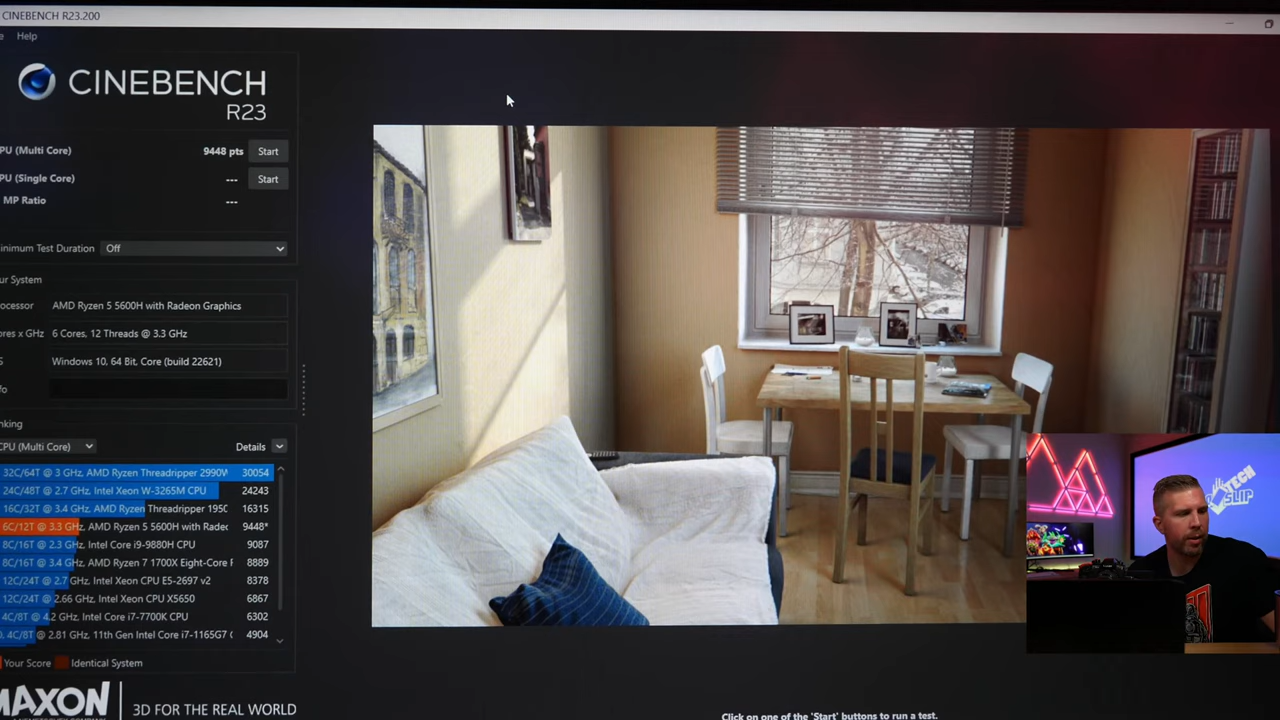 CINEBENCH R23.200
Help
CINEBENCH
R23
PU (Multi Core) 9448 pts Start
PU (Single Core) --- Start
MP Ratio ---
inimum Test Duration Off
ur System
ocessor AMD Ryzen 5 5600H with Radeon Graphics
ores x GHz 6 Cores, 12 Threads @ 3.3 GHz
S Windows 10, 64 Bit, Core (build 22621)
fo
nking
CPU (Multi Core) Details
32C/64T @ 3 GHz, AMD Ryzen Threadripper 2990W 30054
24C/48T @ 2.7 GHz, Intel Xeon W-3265M CPU 24243
16C/32T @ 3.4 GHz, AMD Ryzen Threadripper 195 16315
6C/12T @ 3.3 GHz, AMD Ryzen 5 5600H with Rade 9448*
8C/16T @ 2.3 GHz, Intel Core i9-9880H CPU 9087
8C/16T @ 3.4 GHz, AMD Ryzen 7 1700X Eight-Core 8889
12C/24T @ 2.7 GHz, Intel Xeon CPU E5-2697 v2 8378
12C/24T @ 2.66 GHz, Intel Xeon CPU X5650 6867
4C/8T @ 4.2 GHz, Intel Core i7-7700K CPU 6302
4C/8T @ 2.81 GHz, 11th Gen Intel Core i7-1165G7 4904
Your Score Identical System
MAXON 3D FOR THE REAL WORLD
Click on one of the 'Start' buttons to run a test.
TECH
SLIP